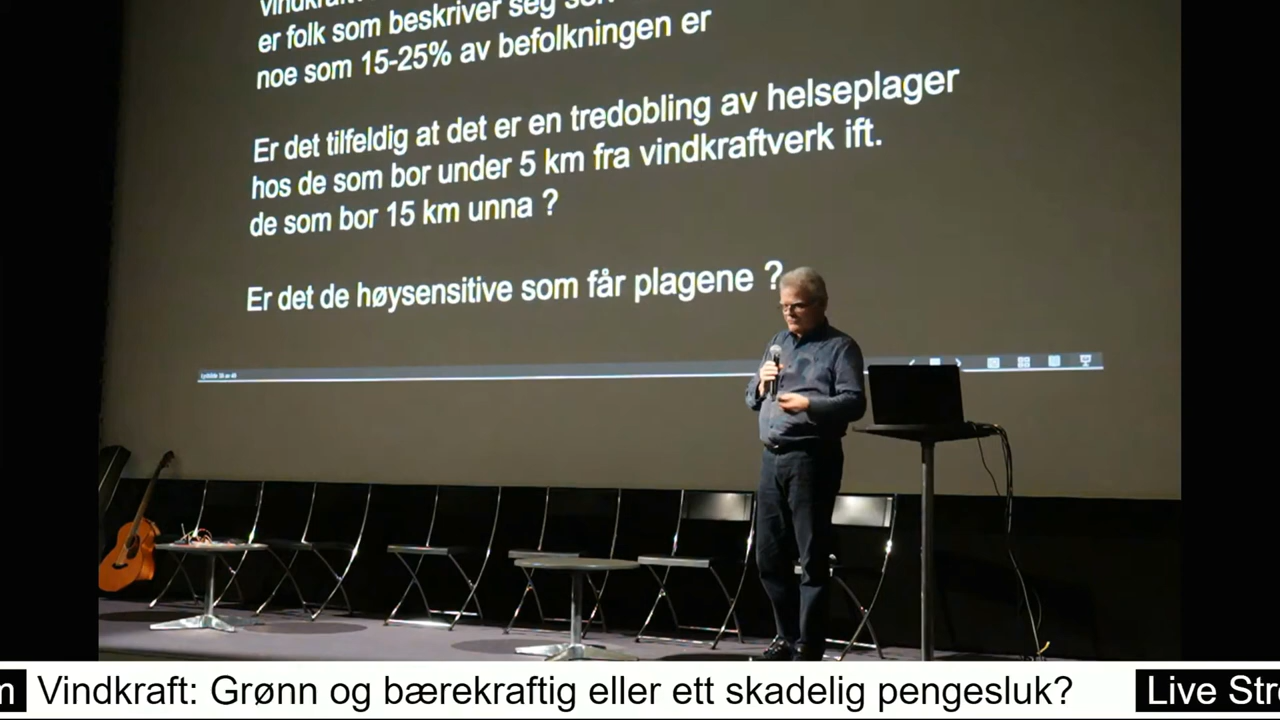 er folk som beskriver seg
noe som 15-25% av befolkningen er
Er det tilfeldig at det er en tredobling av helseplager
hos de som bor under 5 km fra vindkraftverk ift.
de som bor 15 km unna ?
Er det de høysensitive som får plagene ?
Vindkraft: Grønn og bærekraftig eller ett skadelig pengesluk?
Live Str